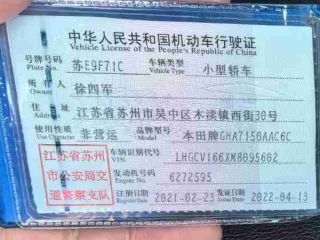 中华人民共和国机动车行驶证
Vehicle License of the People's Republic of China
号牌号码 苏E9F71C 车辆类型 小型轿车
Plate No. Vehicle Type
所有人 徐四军
Owner
住址 江苏省苏州市吴中区木渎镇西街30号
Address
使用性质 非营运 品牌型号 本田牌GHA7150AAC6C
Use Character Model
江苏省苏州市公安局交通警察支队
车辆识别代号 LHGCV166XM8095602
VIN
发动机号码 6272595
Engine No.
注册日期 2021-02-23 发证日期 2022-04-13
Register Date Issue Date